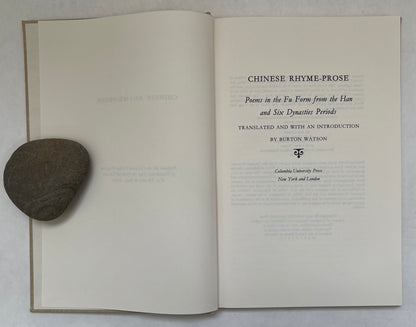 CHINESE RHYME-PROSE
Poems in the Fu Form from the Han
and Six Dynasties Periods
TRANSLATED AND WITH AN INTRODUCTION
BY BURTON WATSON
Columbia University Press
New York and London